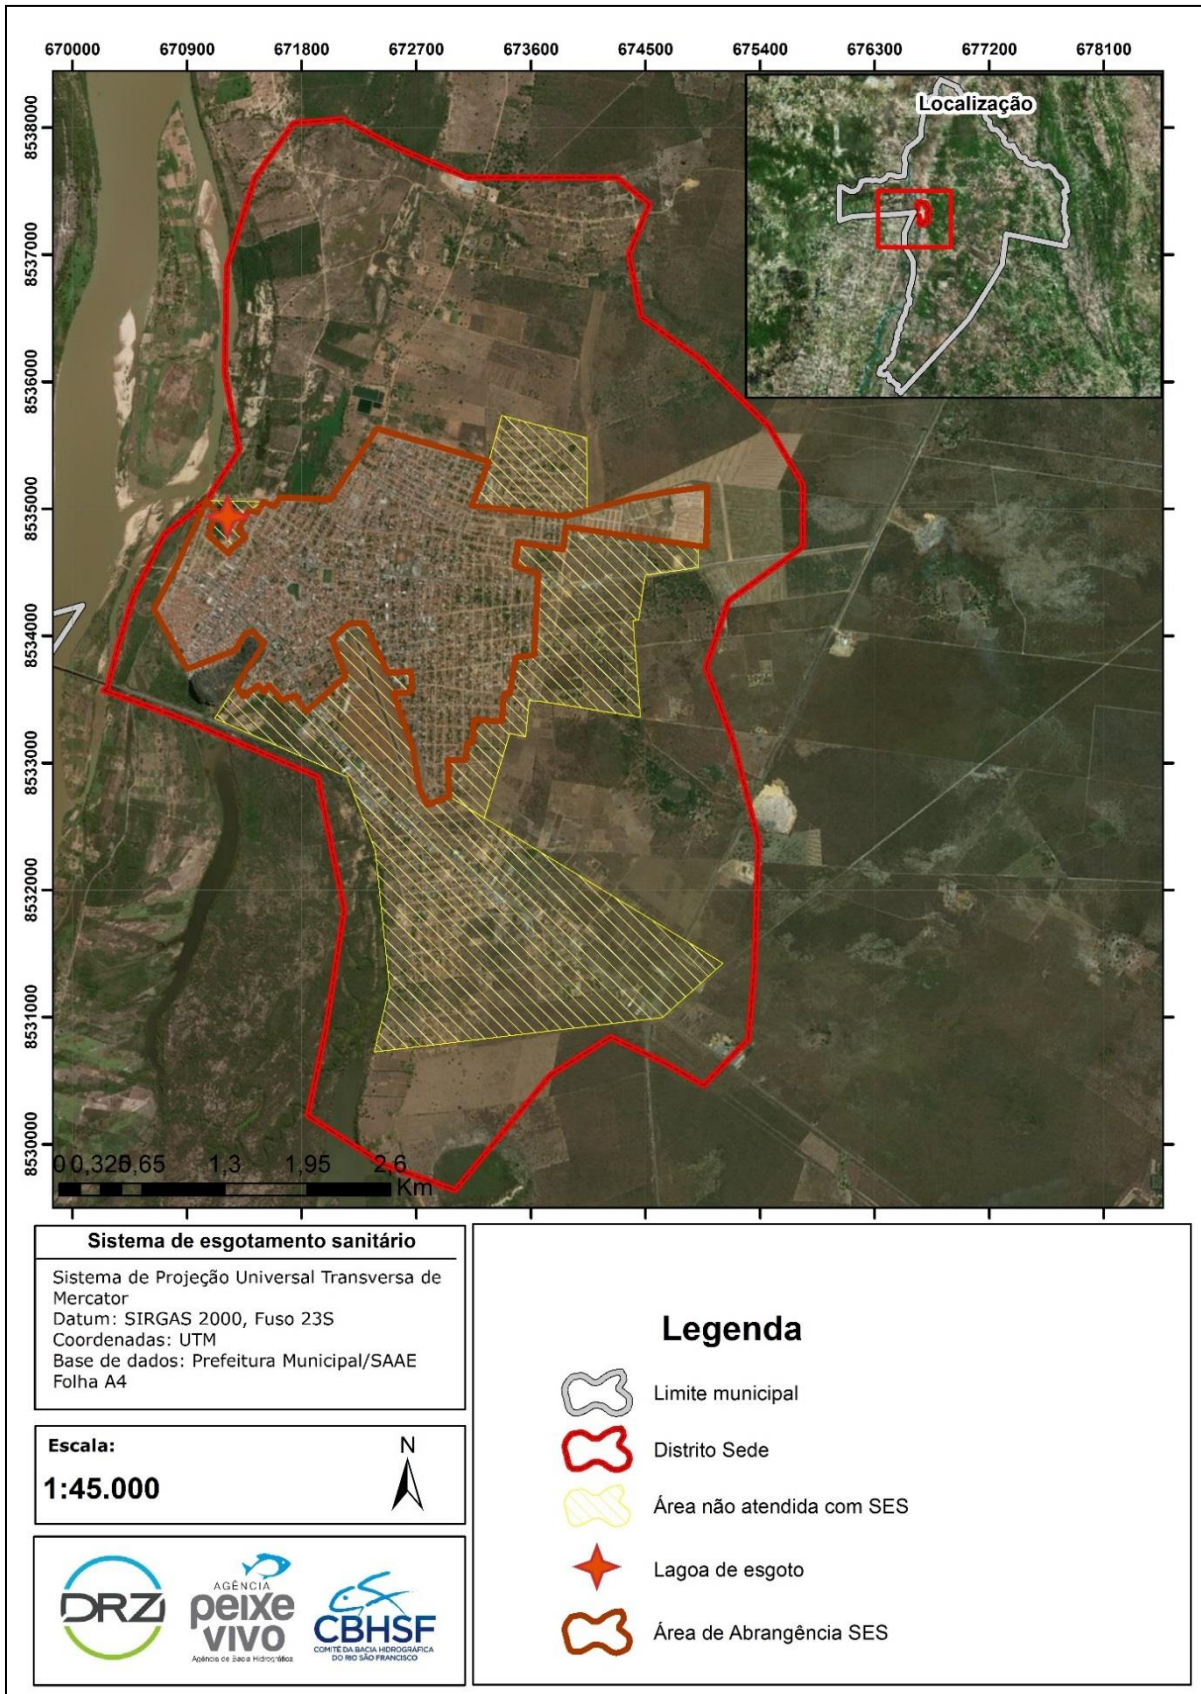 670000 670900 671800 672700 673600 674500 675400 676300 677200 678100
Localização
8538000
8537000
8536000
8535000
8534000
8533000
8532000
8531000
8530000
0 0,325 0,65 1,3 1,95 2,6
Km
Sistema de esgotamento sanitário
Sistema de Projeção Universal Transversa de
Mercator
Datum: SIRGAS 2000, Fuso 23S
Coordenadas: UTM
Base de dados: Prefeitura Municipal/SAAE
Folha A4
Escala:
1:45.000
N
DRZ
AGÊNCIA
peixe
vivo
Agência de Bacia Hidrográfica
CBHSF
COMITÊ DA BACIA HIDROGRÁFICA
DO RIO SÃO FRANCISCO
Legenda
Limite municipal
Distrito Sede
Área não atendida com SES
Lagoa de esgoto
Área de Abrangência SES